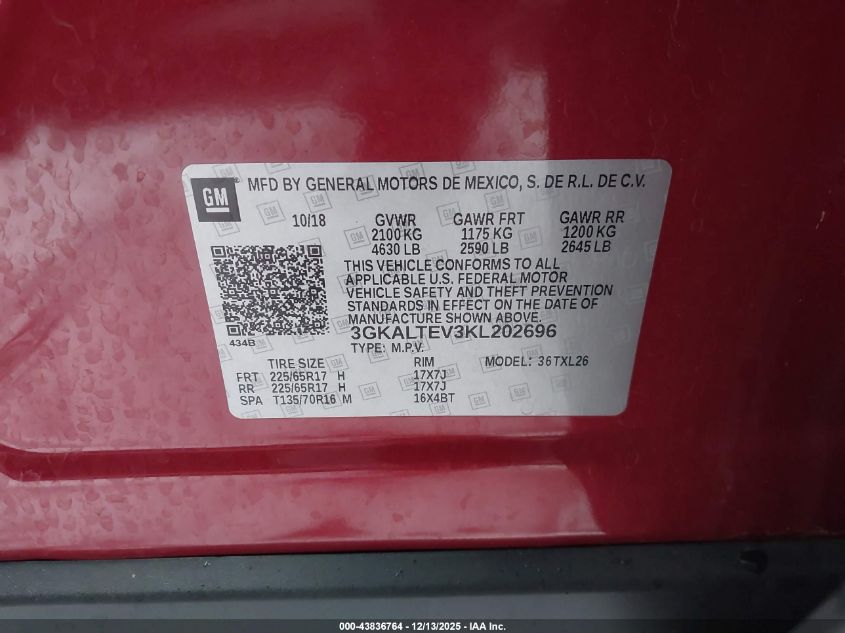 GM ® MFD BY GENERAL MOTORS DE MEXICO, S. DE R.L. DE C.V.
10/18 GVWR GAWR FRT GAWR RR
2100 KG 1175 KG 1200 KG
4630 LB 2590 LB 2645 LB
THIS VEHICLE CONFORMS TO ALL
APPLICABLE U.S. FEDERAL MOTOR
VEHICLE SAFETY AND THEFT PREVENTION
STANDARDS IN EFFECT ON THE DATE OF
MANUFACTURE SHOWN ABOVE.
434B 3GKALTEV3KL202696
TYPE: M.P.V.
TIRE SIZE RIM MODEL: 36TXL26
FRT 225/65R17 H 17X7J
RR 225/65R17 H 17X7J
SPA T135/70R16 M 16X4BT
000-43836764 - 12/13/2025 - IAA Inc.